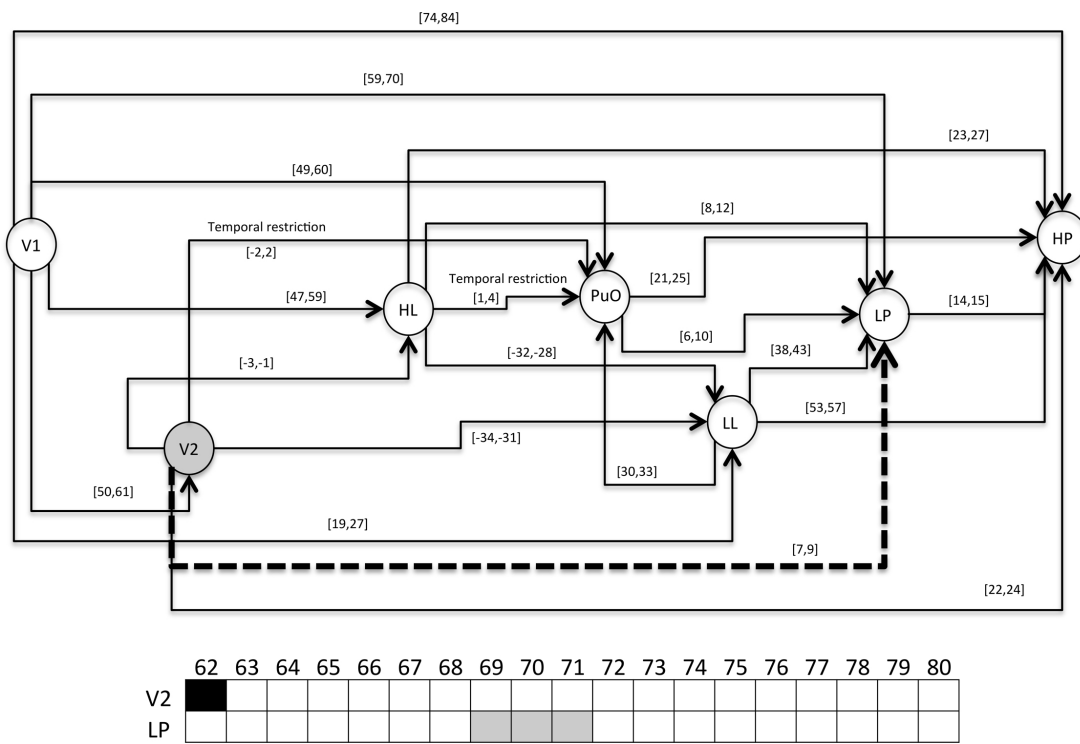 [74,84]
[59,70]
[23,27]
[49,60]
[8,12]
Temporal restriction
V1
HP
[-2,2]
Temporal restriction
[21,25]
[47,59]
[1,4]
PuO
HL
LP
[14,15]
[6,10]
[-32,-28]
[38,43]
[-3,-1]
[53,57]
LL
V2
[-34,-31]
[30,33]
[50,61]
[19,27]
[7,9]
[22,24]
62 63 64 65 66 67 68 69 70 71 72 73 74 75 76 77 78 79 80
V2
LP